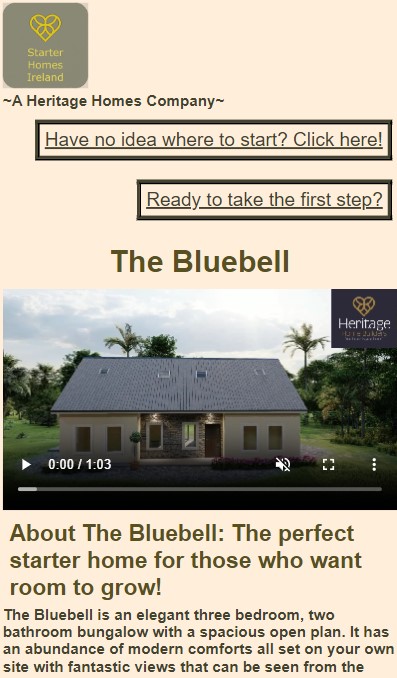 Starter
Homes
Ireland
~A Heritage Homes Company~
Have no idea where to start? Click here!
Ready to take the first step?
The Bluebell
Heritage
Home Builders
0:00 / 1:03
About The Bluebell: The perfect
starter home for those who want
room to grow!
The Bluebell is an elegant three bedroom, two
bathroom bungalow with a spacious open plan. It has
an abundance of modern comforts all set on your own
site with fantastic views that can be seen from the